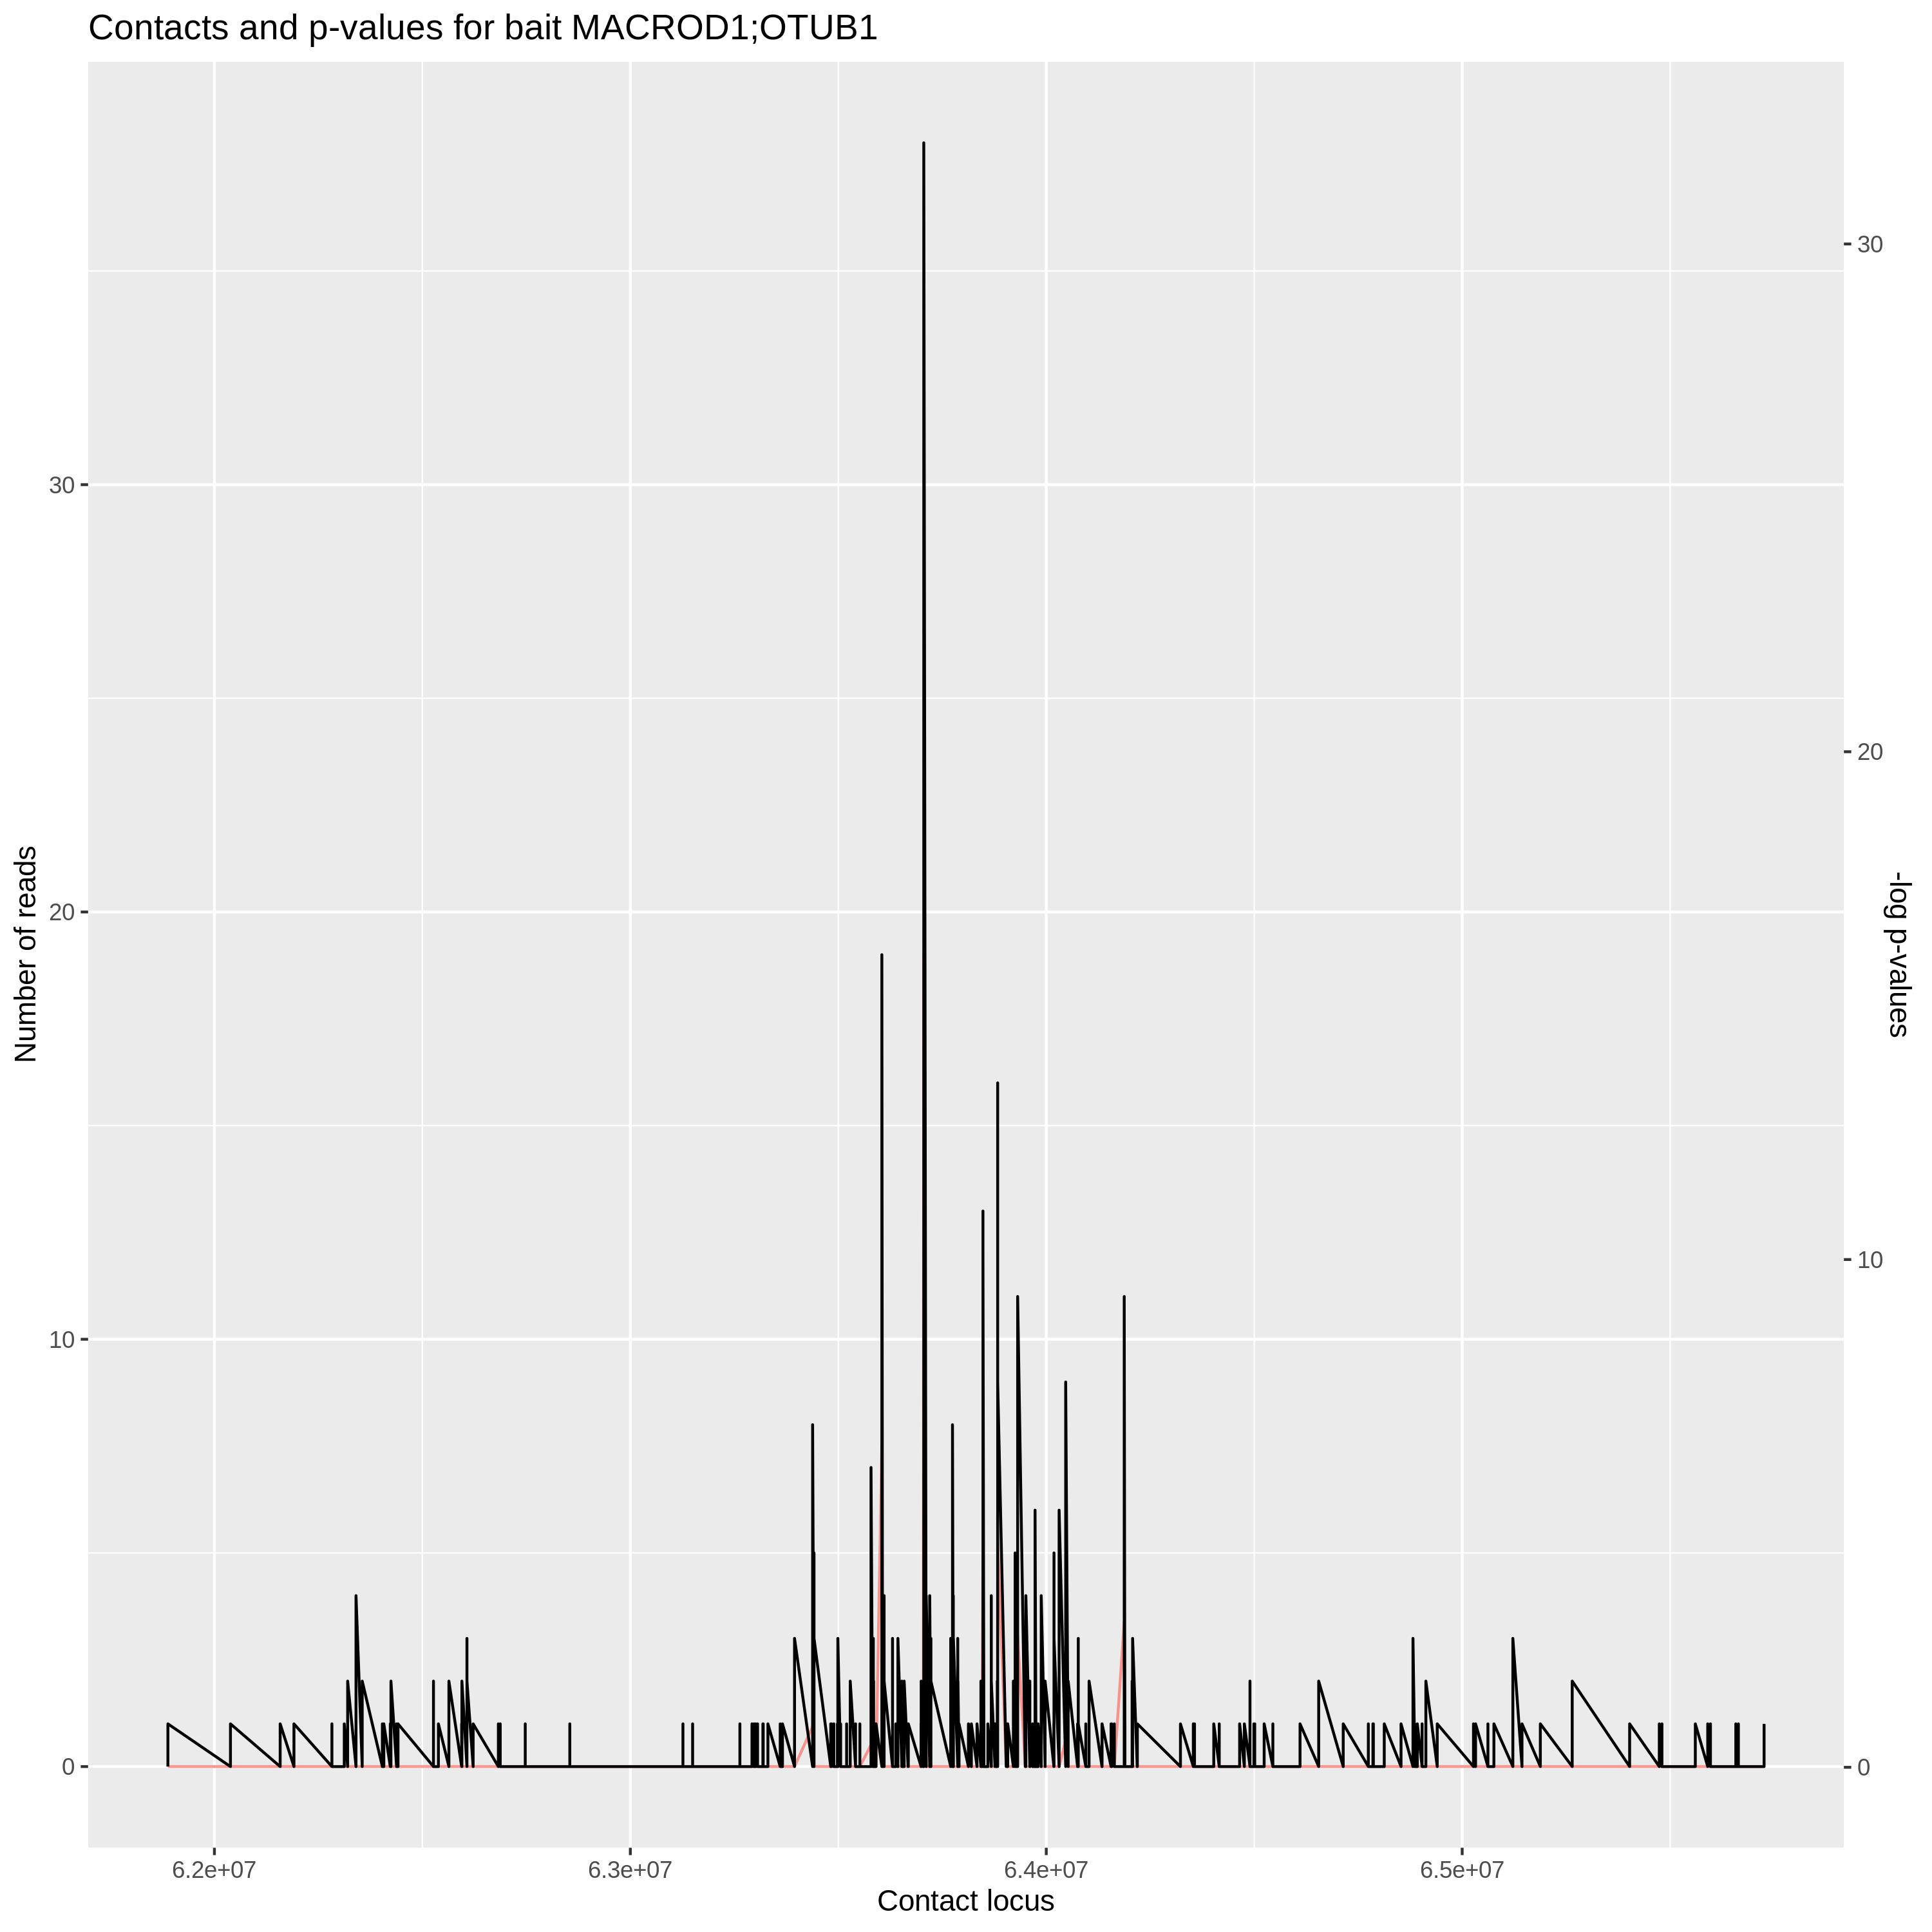 Contacts and p-values for bait MACROD1;OTUB1
30
30
20
20
10
10
0
0
Number of reads
-log p-values
6.2e+07
6.3e+07
6.4e+07
6.5e+07
Contact locus